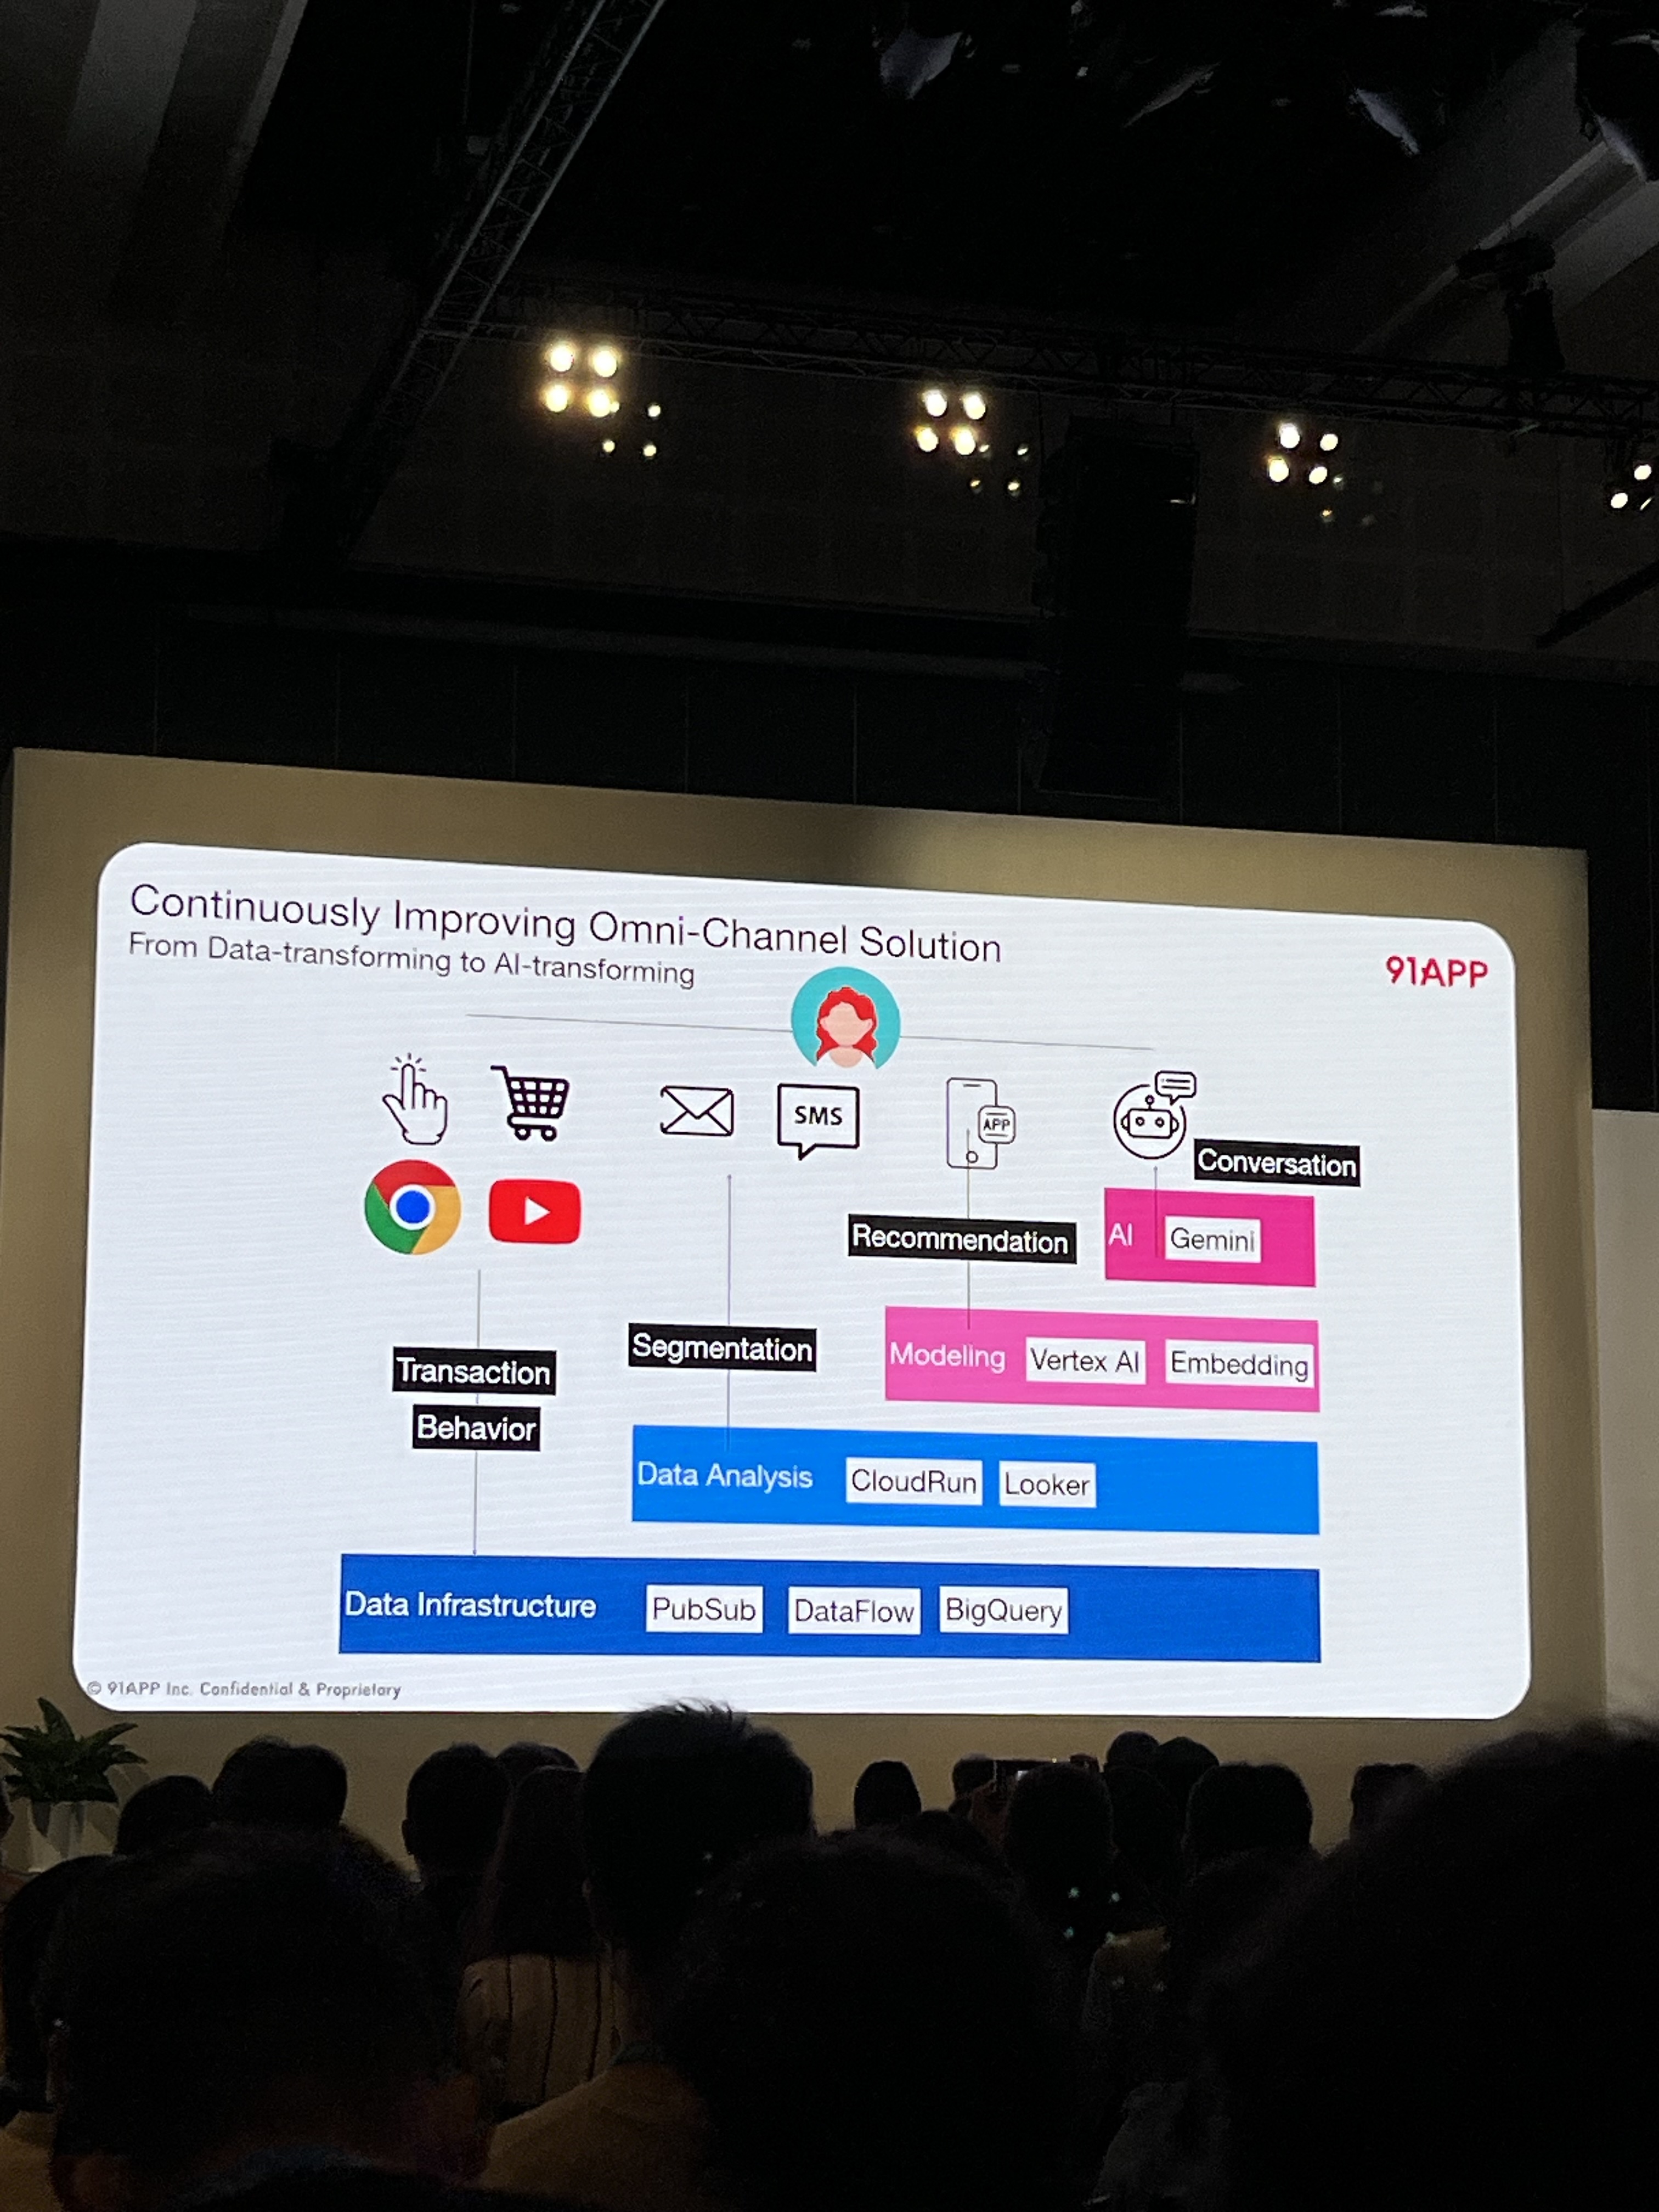 Continuously Improving Omni-Channel Solution
From Data-transforming to AI-transforming
91APP
SMS
APP
Conversation
Recommendation
AI Gemini
Segmentation
Modeling Vertex AI Embedding
Transaction
Behavior
Data Analysis CloudRun Looker
Data Infrastructure PubSub DataFlow BigQuery
© 91APP Inc. Confidential & Proprietary